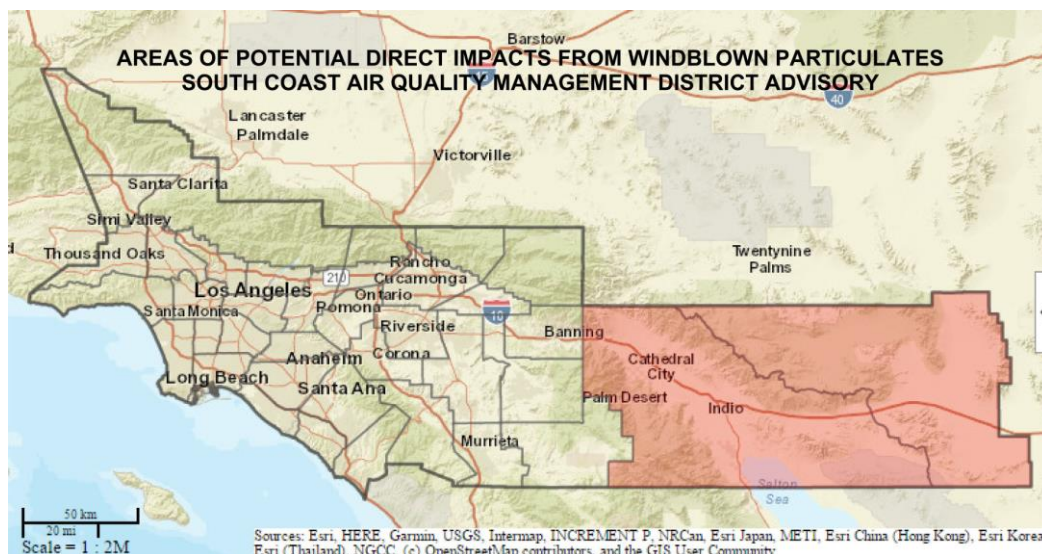 Barstow
AREAS OF POTENTIAL DIRECT IMPACTS FROM WINDBLOWN PARTICULATES
SOUTH COAST AIR QUALITY MANAGEMENT DISTRICT ADVISORY
40
Lancaster
Palmdale
Victorville
Santa Clarita
Simi Valley
Thousand Oaks
Twentynine
Palms
Rancho
Cucamonga
210
Los Angeles
Ontario
Santa Monica
Pomona
10
Riverside
Banning
Anaheim
Corona
Cathedral
City
Long Beach
Santa Ana
Palm Desert
Indio
Murrieta
Salton
Sea
50 km
20 mi
Scale = 1 : 2M
Sources: Esri, HERE, Garmin, USGS, Intermap, INCREMENT P, NRCan, Esri Japan, METI, Esri China (Hong Kong), Esri Korea
Esri (Thailand), NGCC, (c) OpenStreetMap contributors, and the GIS User Community